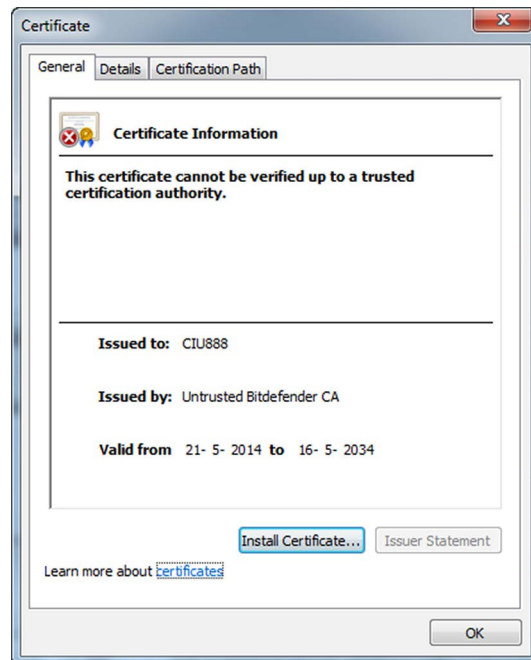 Certificate
General Details Certification Path
Certificate Information
This certificate cannot be verified up to a trusted
certification authority.
Issued to: CIU888
Issued by: Untrusted Bitdefender CA
Valid from 21- 5- 2014 to 16- 5- 2034
Install Certificate... Issuer Statement
Learn more about certificates
OK